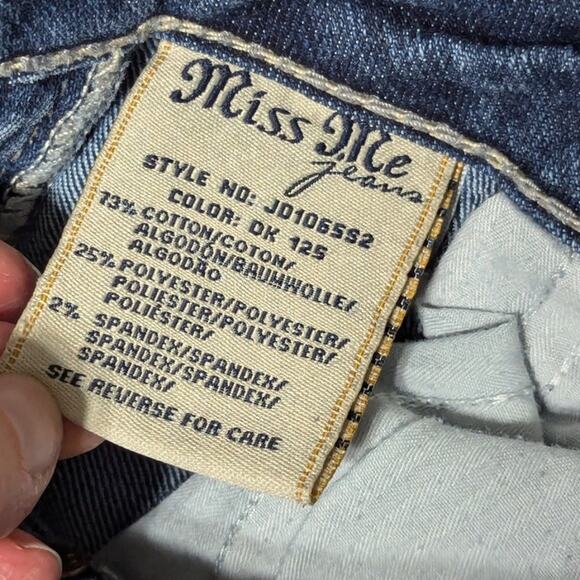 Miss Me
jeans
STYLE NO: JD1065S2
COLOR: DK 125
73% COTTON/COTON/
ALGODÓN/BAUMWOLLE/
ALGODÃO
25% POLYESTER/POLYESTER/
POLIESTER/POLYESTER/
POLIÉSTER/
2% SPANDEX/SPANDEX/
SPANDEX/SPANDEX/
SPANDEX/
SEE REVERSE FOR CARE